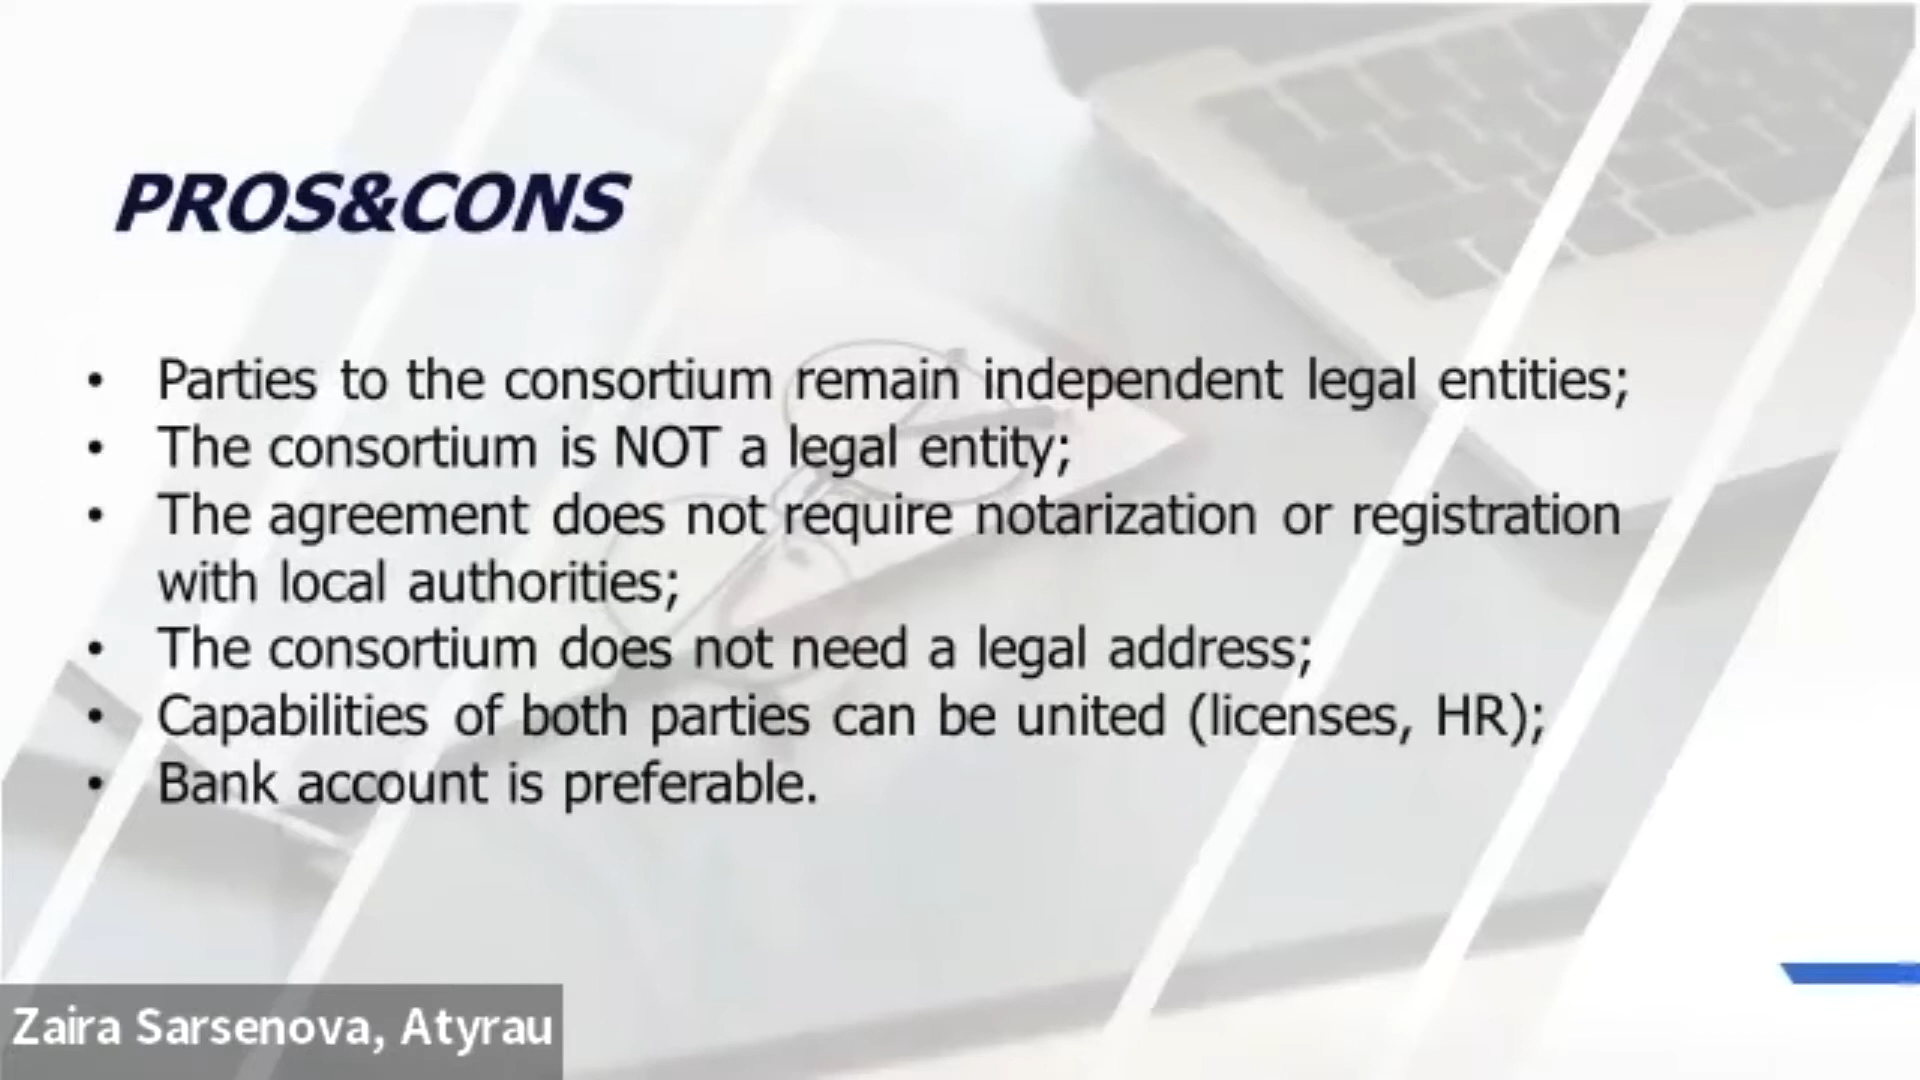 PROS&CONS
• Parties to the consortium remain independent legal entities;
• The consortium is NOT a legal entity;
• The agreement does not require notarization or registration
with local authorities;
• The consortium does not need a legal address;
• Capabilities of both parties can be united (licenses, HR);
• Bank account is preferable.
Zaira Sarsenova, Atyrau